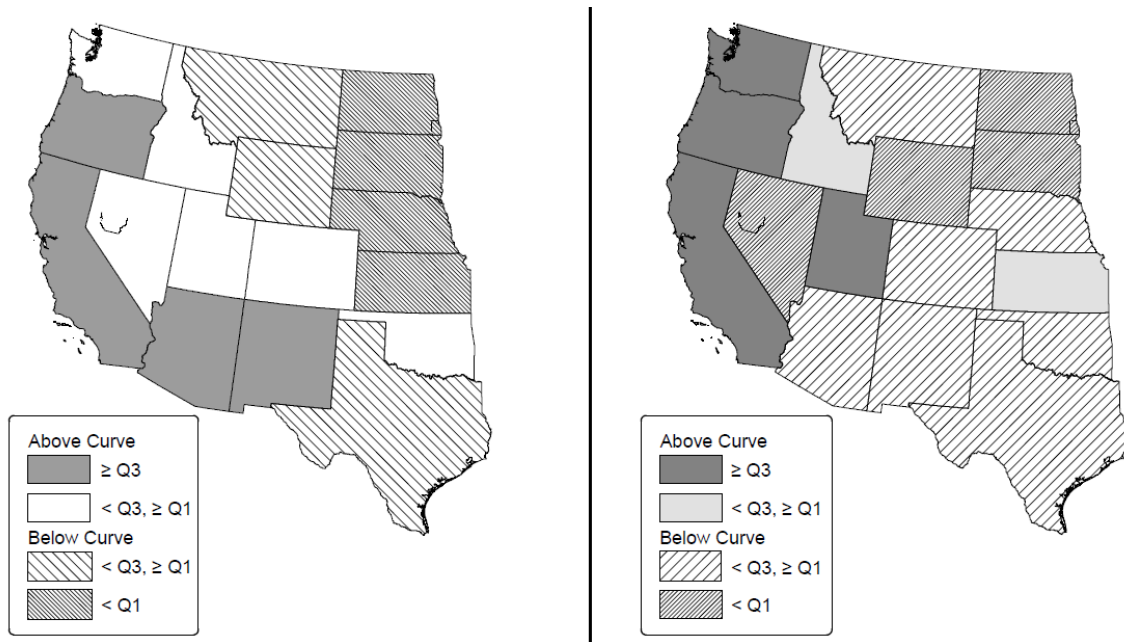 Above Curve
≥ Q3
< Q3, ≥ Q1
Below Curve
< Q3, ≥ Q1
< Q1
Above Curve
≥ Q3
< Q3, ≥ Q1
Below Curve
< Q3, ≥ Q1
< Q1